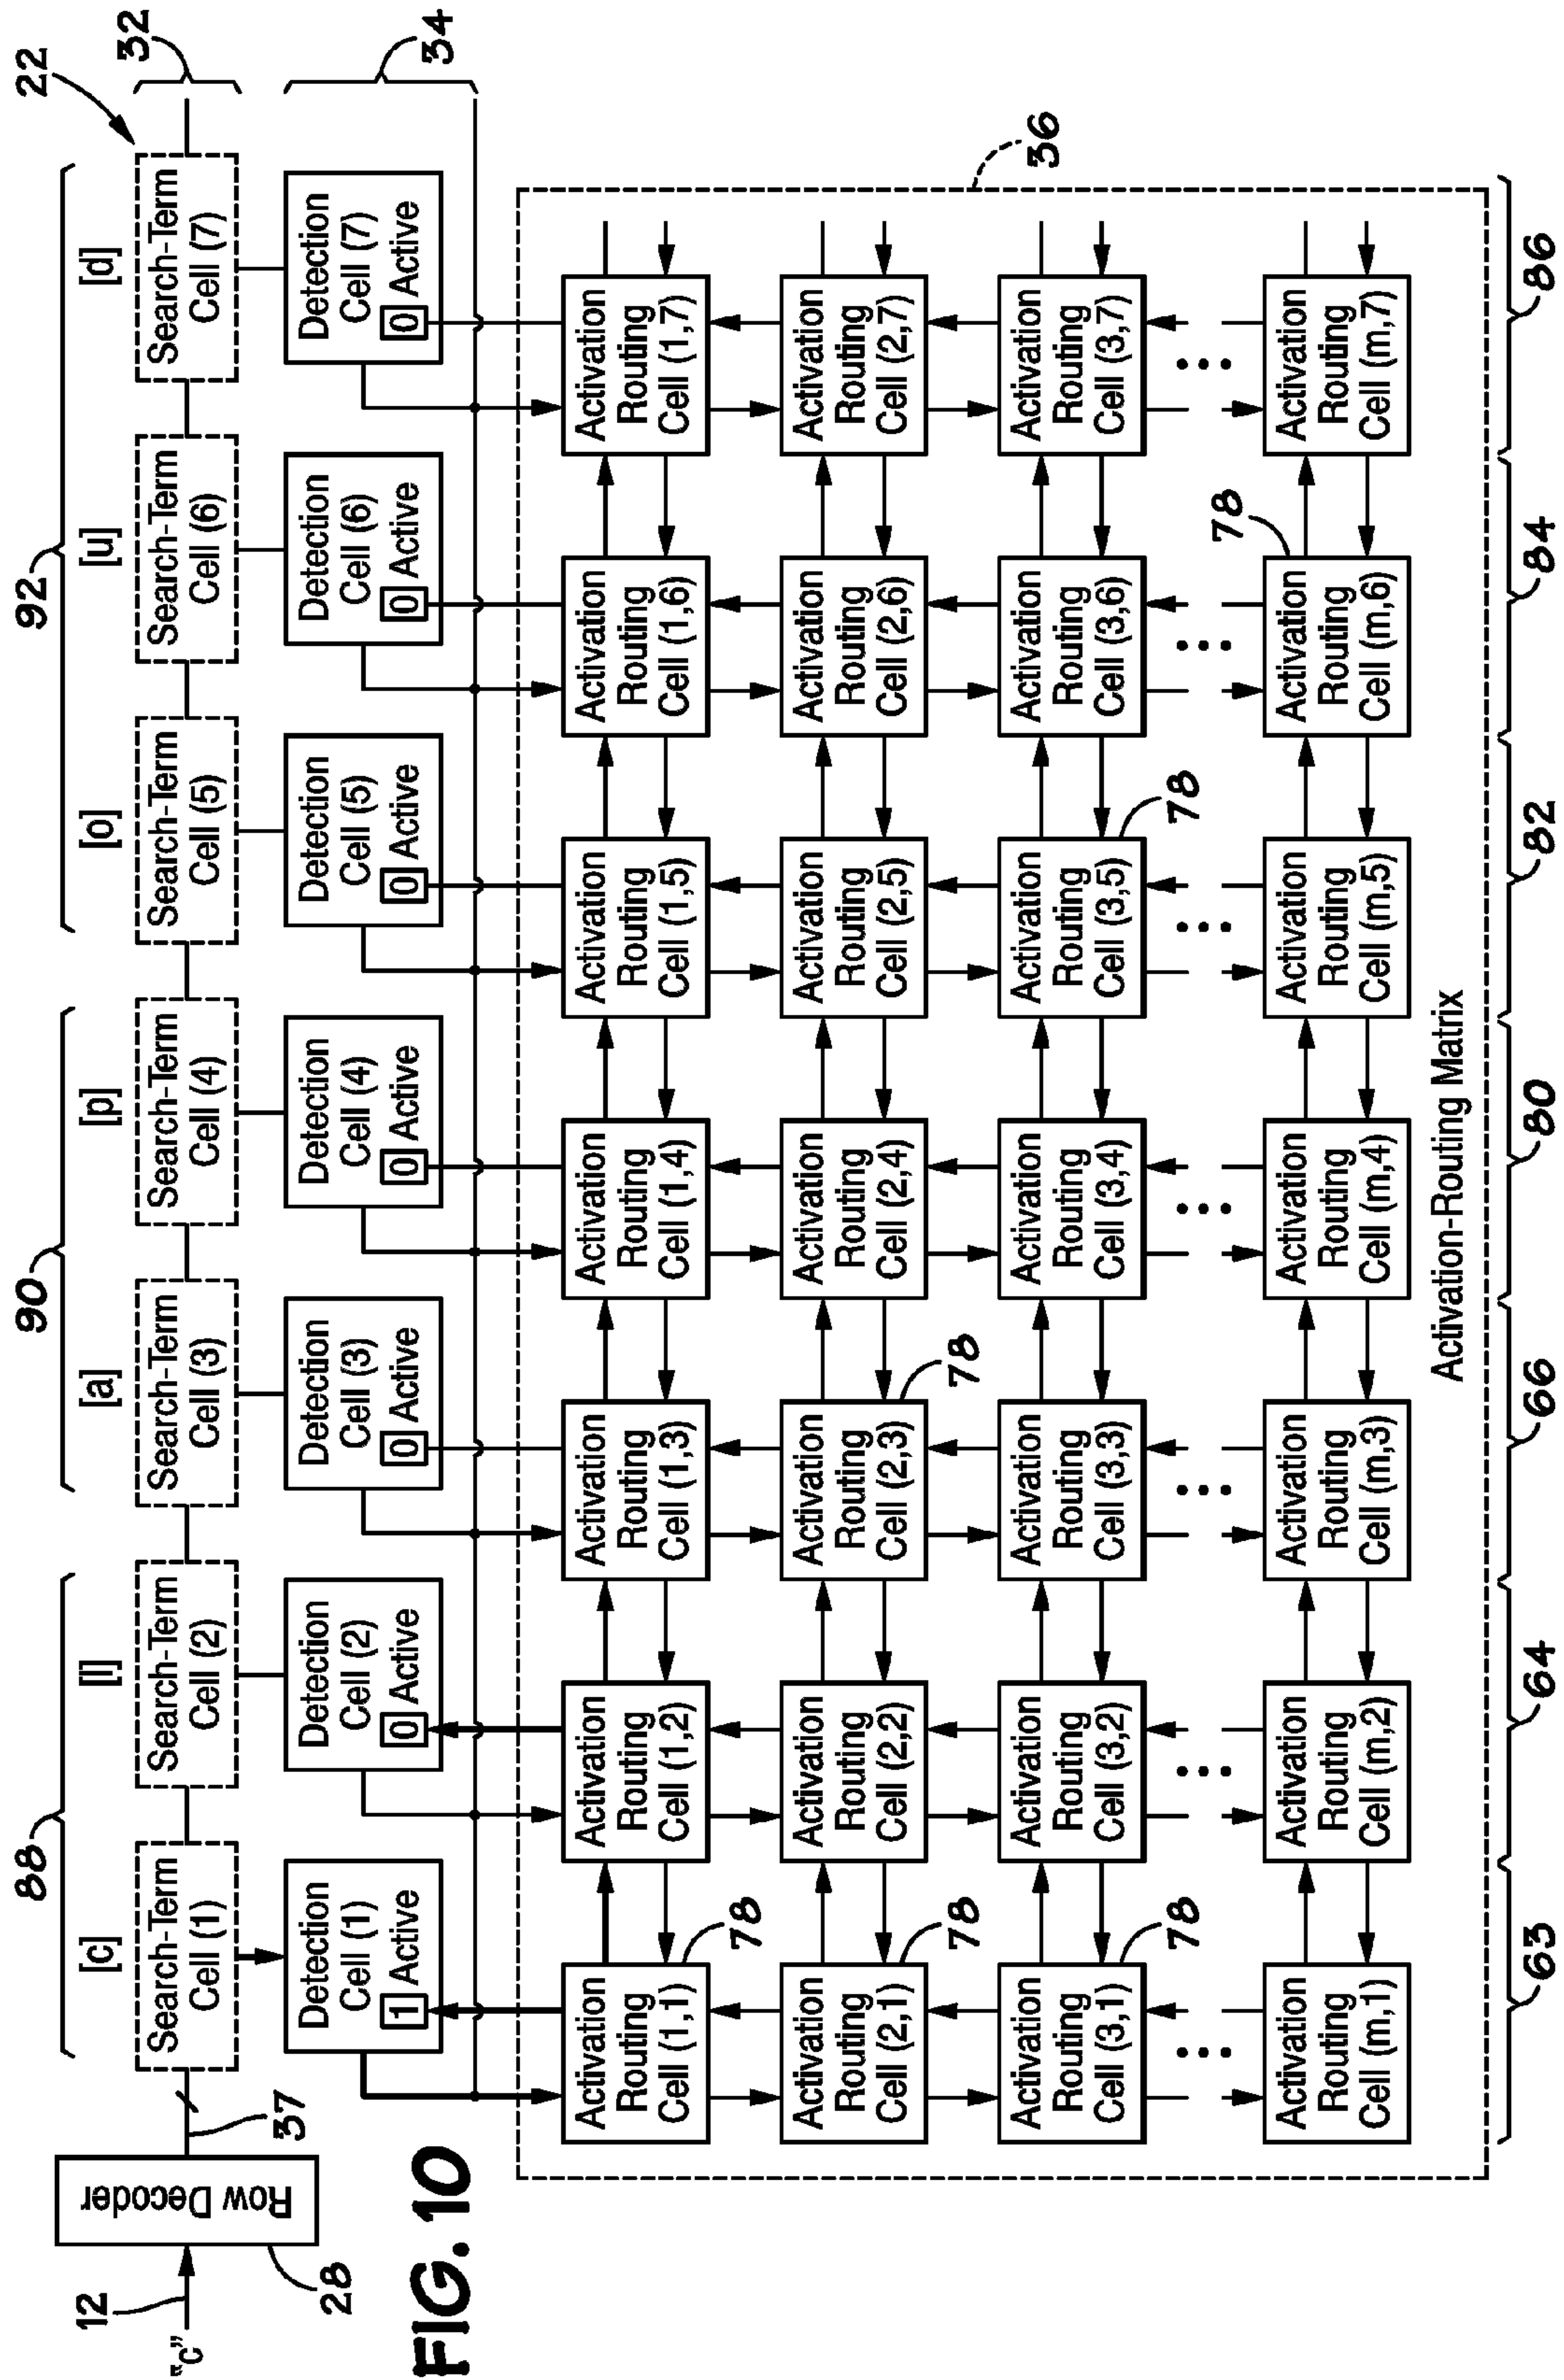 FIG. 10
92
90
88
22
[c]
[l]
[a]
[p]
[o]
[u]
[d]
12
"c"
Row Decoder
28
37
Search-Term
Cell (1)
Search-Term
Cell (2)
Search-Term
Cell (3)
Search-Term
Cell (4)
Search-Term
Cell (5)
Search-Term
Cell (6)
Search-Term
Cell (7)
32
Detection
Cell (1)
1 Active
Detection
Cell (2)
0 Active
Detection
Cell (3)
0 Active
Detection
Cell (4)
0 Active
Detection
Cell (5)
0 Active
Detection
Cell (6)
0 Active
Detection
Cell (7)
0 Active
34
Activation
Routing
Cell (1,1)
78
Activation
Routing
Cell (1,2)
Activation
Routing
Cell (1,3)
Activation
Routing
Cell (1,4)
Activation
Routing
Cell (1,5)
Activation
Routing
Cell (1,6)
Activation
Routing
Cell (1,7)
Activation
Routing
Cell (2,1)
78
Activation
Routing
Cell (2,2)
Activation
Routing
Cell (2,3)
78
Activation
Routing
Cell (2,4)
Activation
Routing
Cell (2,5)
Activation
Routing
Cell (2,6)
Activation
Routing
Cell (2,7)
36
Activation
Routing
Cell (3,1)
78
Activation
Routing
Cell (3,2)
Activation
Routing
Cell (3,3)
Activation
Routing
Cell (3,4)
Activation
Routing
Cell (3,5)
78
Activation
Routing
Cell (3,6)
Activation
Routing
Cell (3,7)
Activation
Routing
Cell (m,1)
Activation
Routing
Cell (m,2)
Activation
Routing
Cell (m,3)
Activation
Routing
Cell (m,4)
Activation
Routing
Cell (m,5)
Activation
Routing
Cell (m,6)
78
Activation
Routing
Cell (m,7)
Activation-Routing Matrix
63
64
66
80
82
84
86